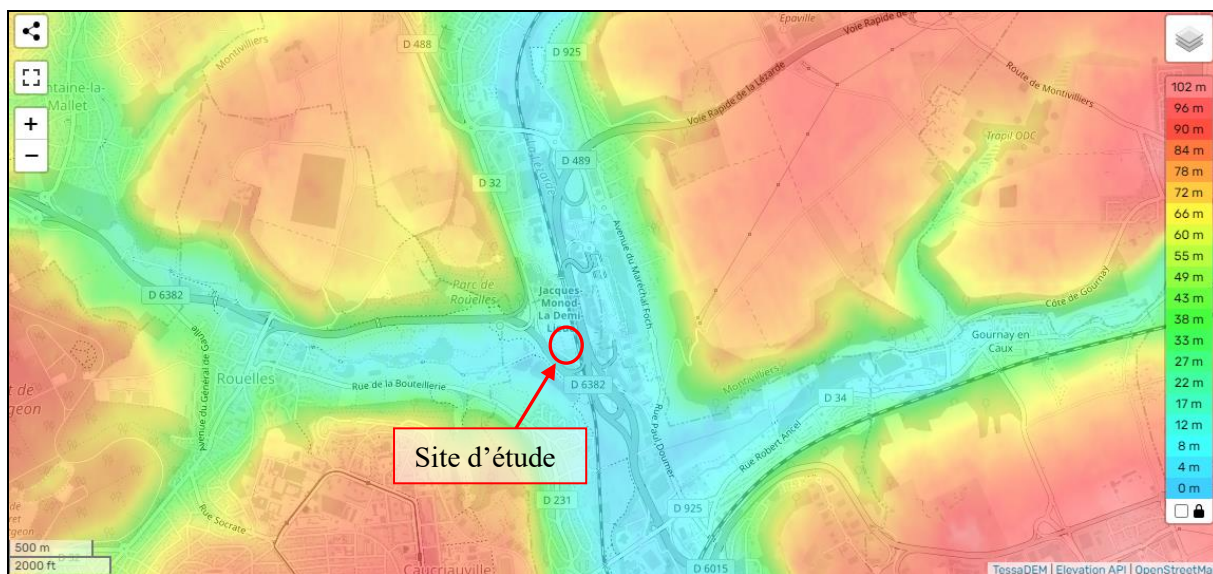 D 488
D 925
Epaville
Voie Rapide de la
Montivilliers
Route de Montivilliers
ntaine-la-
Mallet
+
−
Voie Rapide de la Lézarde
Trapil ODC
La Lézarde
D 489
D 32
Avenue du Maréchal Foch
Parc de
Rouelles
Jacques-
Monod-
La Demi-
D 6382
Côte de Gournay
Gournay en
Caux
Avenue du Général de Gaulle
Rouelles
Rue de la Bouteillerie
D 6382
Montivilliers
D 34
Rue Paul Doumer
Rue Robert Ancel
Site d’étude
D 231
Rue Socrate
D 925
Caucriauville
D 6015
500 m
2000 ft
102 m
96 m
90 m
84 m
78 m
72 m
66 m
60 m
55 m
49 m
43 m
38 m
33 m
27 m
22 m
17 m
12 m
8 m
4 m
0 m
TessaDEM | Elevation API | OpenStreetMa